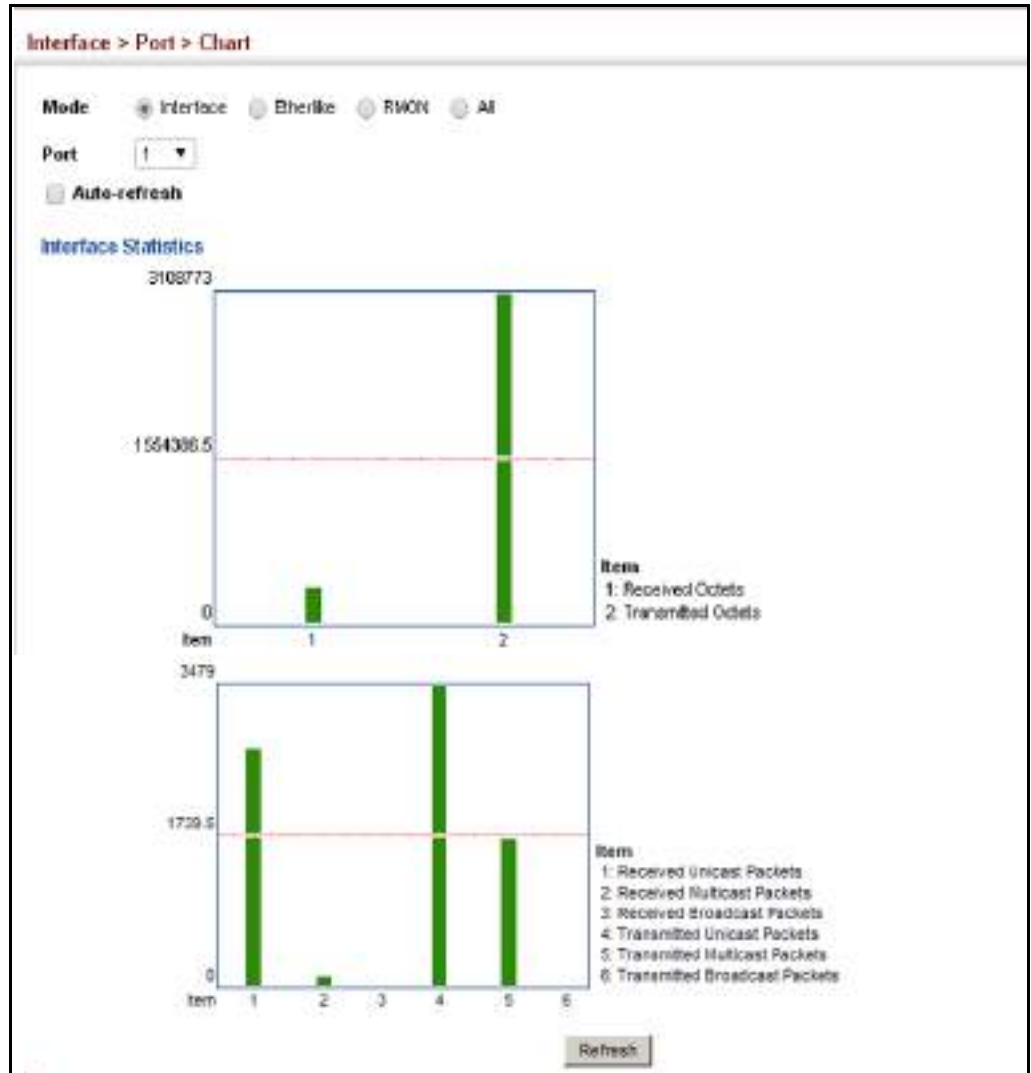 Interface > Port > Chart
Mode Interface Etherlike RMON All
Port 1
Auto-refresh
Interface Statistics
3108773
1554386.5
0
Item 1 2
Item
1: Received Octets
2: Transmitted Octets
3479
1739.5
0
Item 1 2 3 4 5 6
Item
1: Received Unicast Packets
2: Received Multicast Packets
3: Received Broadcast Packets
4: Transmitted Unicast Packets
5: Transmitted Multicast Packets
6: Transmitted Broadcast Packets
Refresh